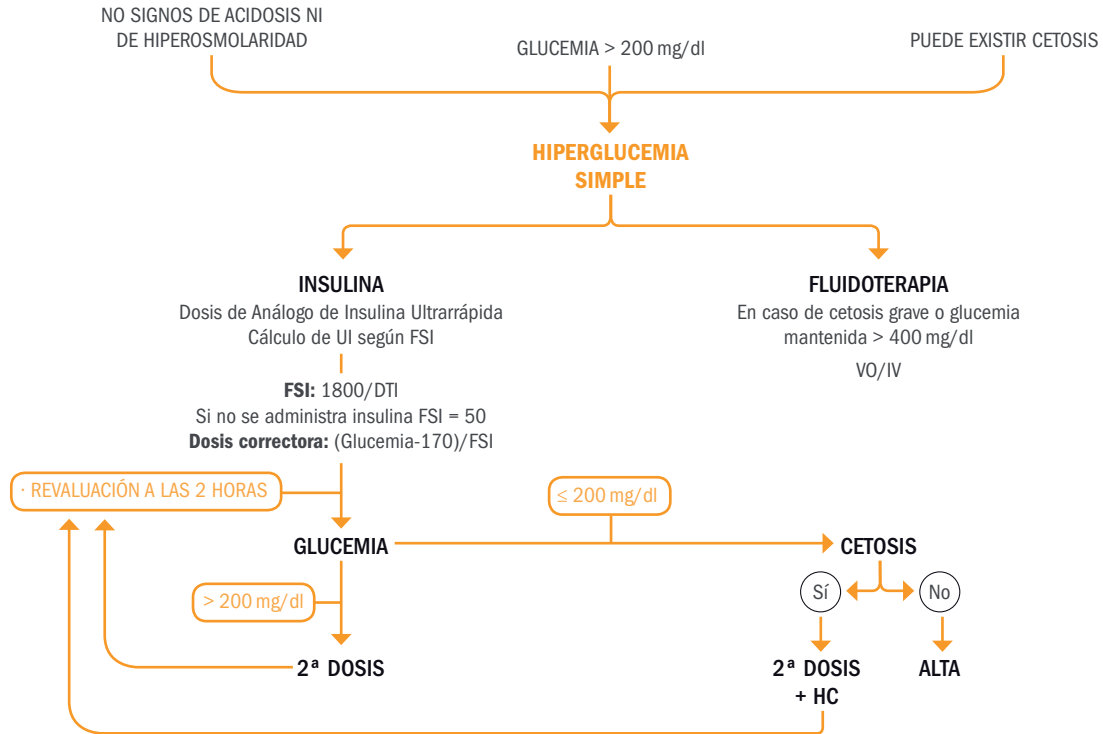 NO SIGNOS DE ACIDOSIS NI
DE HIPEROSMOLARIDAD
GLUCEMIA > 200 mg/dl
PUEDE EXISTIR CETOSIS
HIPERGLUCEMIA
SIMPLE
INSULINA
Dosis de Análogo de Insulina Ultrarrápida
Cálculo de UI según FSI
FLUIDOTERAPIA
En caso de cetosis grave o glucemia
mantenida > 400 mg/dl
VO/IV
FSI: 1800/DTI
Si no se administra insulina FSI = 50
Dosis correctora: (Glucemia-170)/FSI
· REVALUACIÓN A LAS 2 HORAS
≤ 200 mg/dl
GLUCEMIA
CETOSIS
> 200 mg/dl
Sí
No
2ª DOSIS
2ª DOSIS
+ HC
ALTA